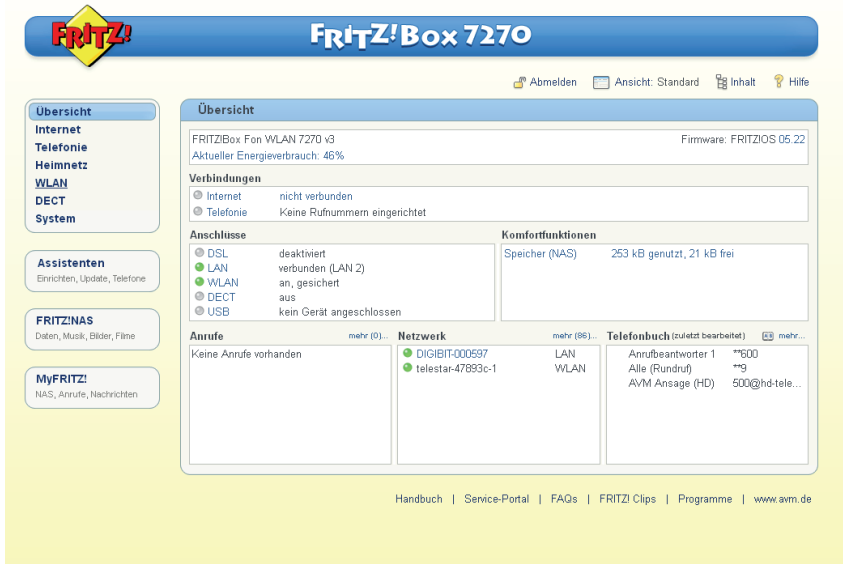 FRITZ!
FRITZ!Box 7270
Abmelden Ansicht: Standard Inhalt Hilfe
Übersicht
Internet
Telefonie
Heimnetz
WLAN
DECT
System
Assistenten
Einrichten, Update, Telefone
FRITZ!NAS
Daten, Musik, Bilder, Filme
MyFRITZ!
NAS, Anrufe, Nachrichten
Übersicht
FRITZ!Box Fon WLAN 7270 v3 Firmware: FRITZ!OS 05.22
Aktueller Energieverbrauch: 46%
Verbindungen
Internet nicht verbunden
Telefonie Keine Rufnummern eingerichtet
Anschlüsse
DSL deaktiviert
LAN verbunden (LAN 2)
WLAN an, gesichert
DECT aus
USB kein Gerät angeschlossen
Komfortfunktionen
Speicher (NAS) 253 kB genutzt, 21 kB frei
Anrufe mehr (0)...
Keine Anrufe vorhanden
Netzwerk mehr (86)...
DIGIBIT-000597 LAN
telestar-47893c-1 WLAN
Telefonbuch (zuletzt bearbeitet) mehr...
Anrufbeantworter 1 **600
Alle (Rundruf) **9
AVM Ansage (HD) 500@hd-tele...
Handbuch | Service-Portal | FAQs | FRITZ! Clips | Programme | www.avm.de